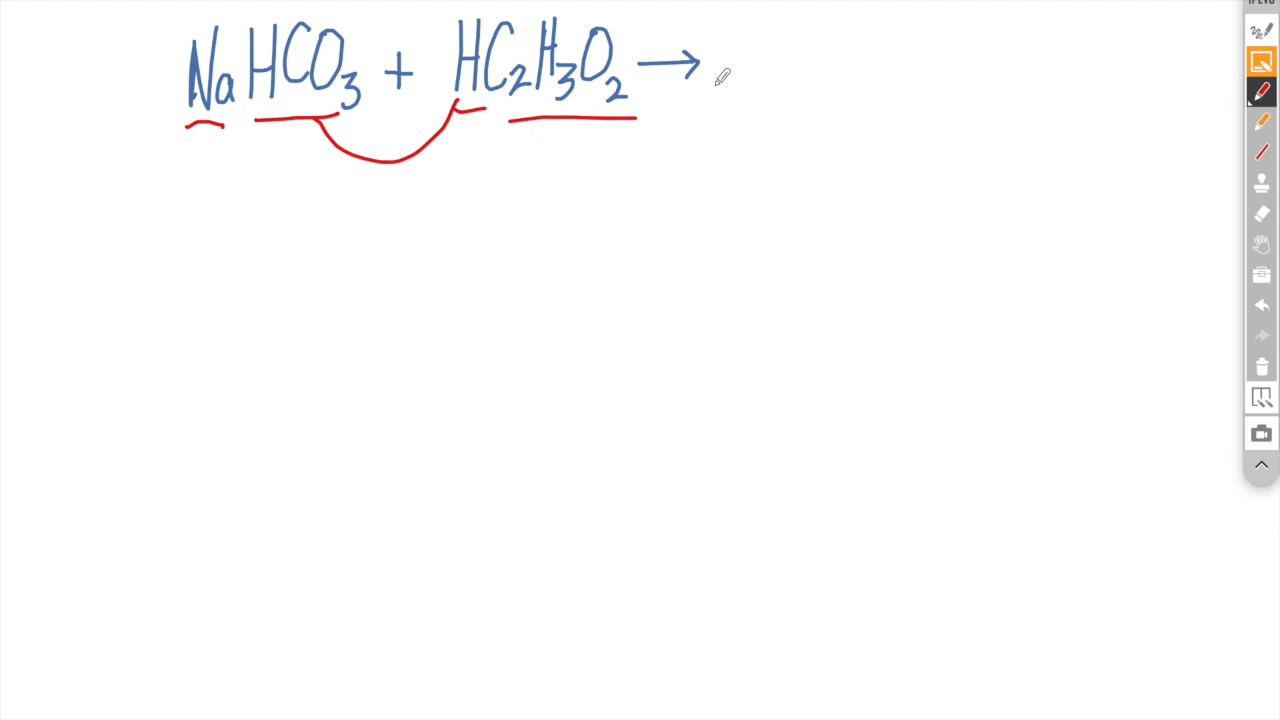 NaHCO₃ + HC₂H₃O₂ →